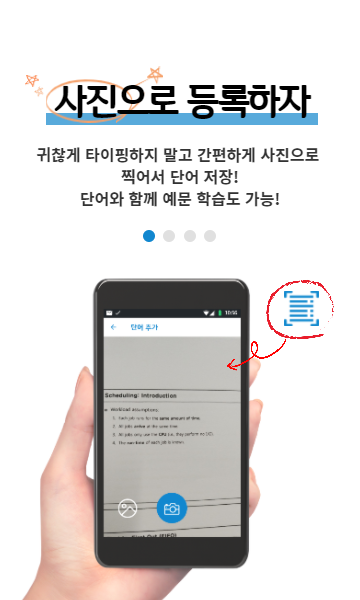 사진으로 등록하자
귀찮게 타이핑하지 말고 간편하게 사진으로
찍어서 단어 저장!
단어와 함께 예문 학습도 가능!
10:16
단어 추가
Scheduling: Introduction
Workload assumptions:
1. Each job runs for the same amount of time.
2. All jobs arrive at the same time.
3. All jobs only use the CPU (i.e., they perform no I/O).
4. The run-time of each job is known.